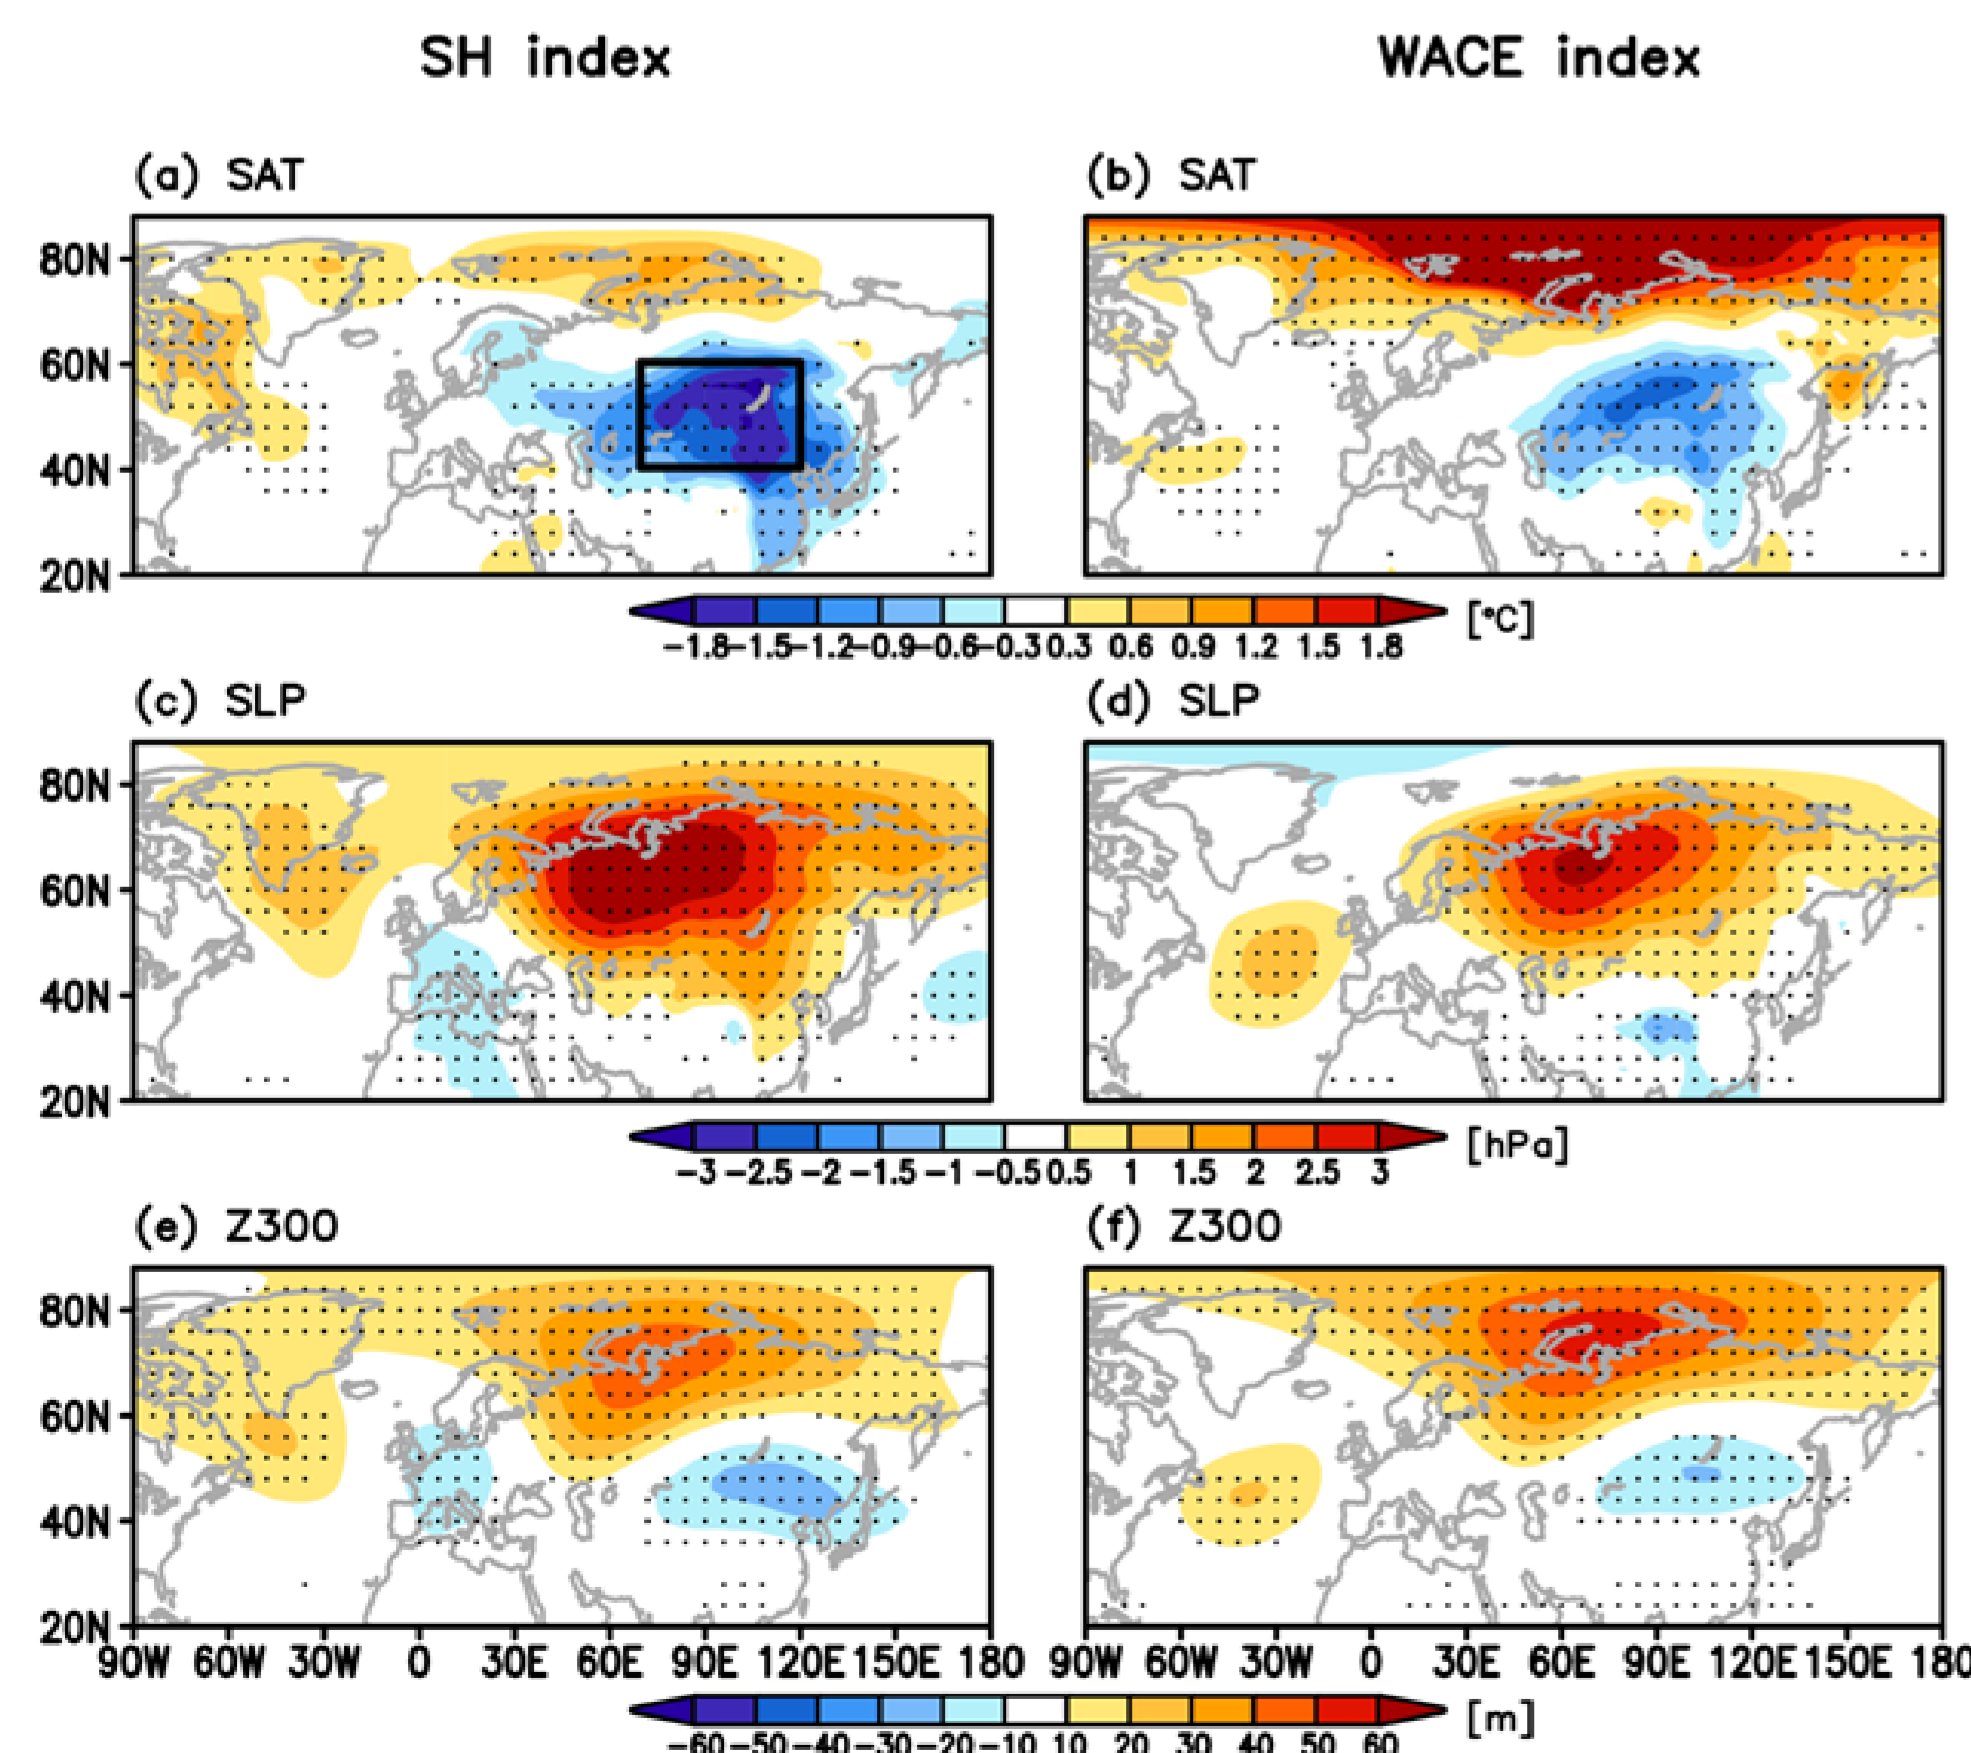 SH index WACE index
(a) SAT (b) SAT
80N
60N
40N
20N
-1.8 -1.5 -1.2 -0.9 -0.6 -0.3 0.3 0.6 0.9 1.2 1.5 1.8 [°C]
(c) SLP (d) SLP
80N
60N
40N
20N
-3 -2.5 -2 -1.5 -1 -0.5 0.5 1 1.5 2 2.5 3 [hPa]
(e) Z300 (f) Z300
80N
60N
40N
20N
90W 60W 30W 0 30E 60E 90E 120E 150E 180 90W 60W 30W 0 30E 60E 90E 120E 150E 180
-60 -50 -40 -30 -20 -10 10 20 30 40 50 60 [m]